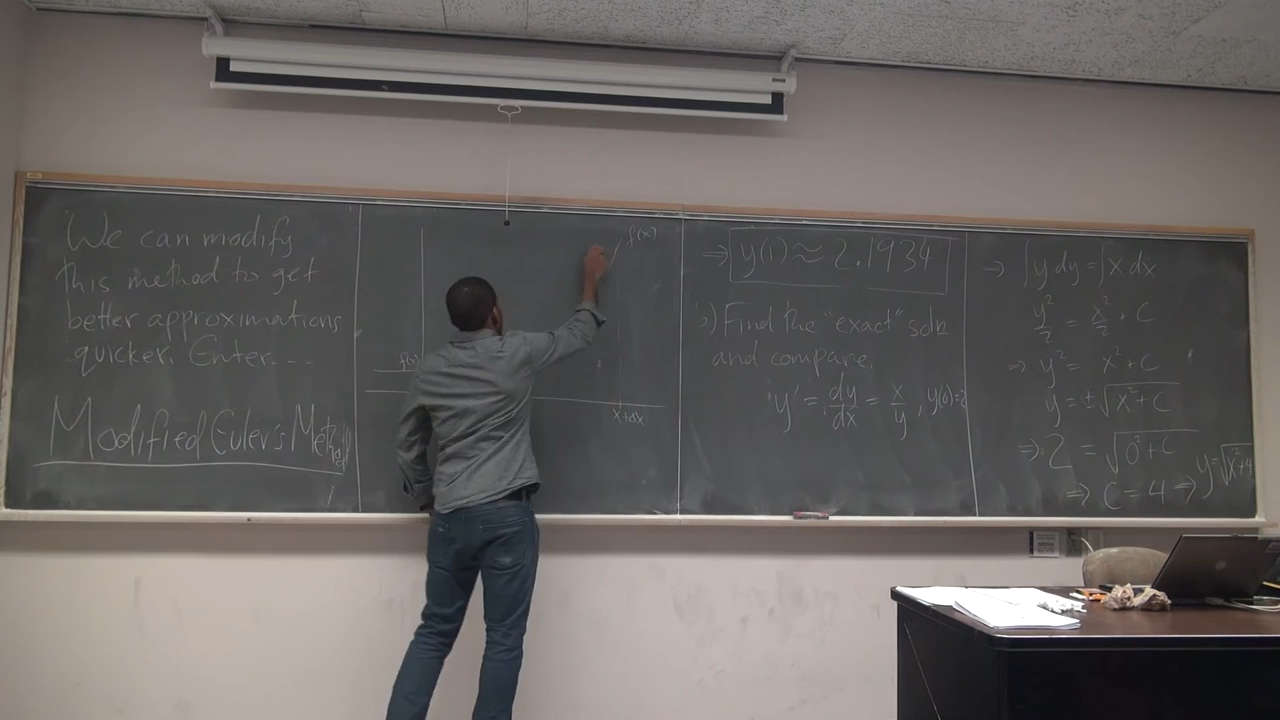 We can modify
this method to get
better approximations
quicker. Enter ---
Modified Euler's Method
f(x)
f(x)
x+Δx
⇒ y(1) ≈ 2.1934
b) Find the "exact" soln
and compare.
y' = dy/dx = x/y , y(0)=2
⇒ ∫y dy = ∫x dx
y²/2 = x²/2 + C
⇒ y² = x² + C
y = ±√(x²+C)
⇒ 2 = √(0²+C)
⇒ C = 4 ⇒ y=√(x²+4)